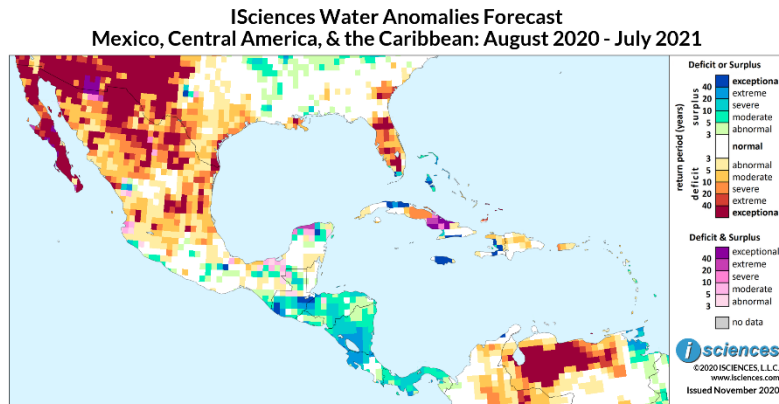 ISciences Water Anomalies Forecast
Mexico, Central America, & the Caribbean: August 2020 - July 2021
Deficit or Surplus
return period (years)
surplus
deficit
40
20
10
5
3
3
5
10
20
40
exceptional
extreme
severe
moderate
abnormal
normal
abnormal
moderate
severe
extreme
exceptional
Deficit & Surplus
40
20
10
5
3
exceptional
extreme
severe
moderate
abnormal
no data
isciences
©2020 ISCIENCES, L.L.C.
www.isciences.com
Issued November 2020